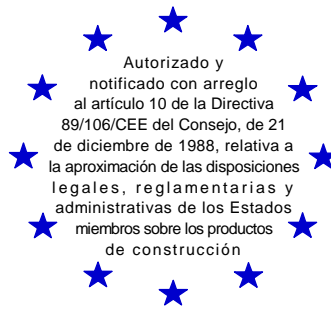 Autorizado y
notificado con arreglo
al artículo 10 de la Directiva
89/106/CEE del Consejo, de 21
de diciembre de 1988, relativa a
la aproximación de las disposiciones
legales, reglamentarias y
administrativas de los Estados
miembros sobre los productos
de construcción